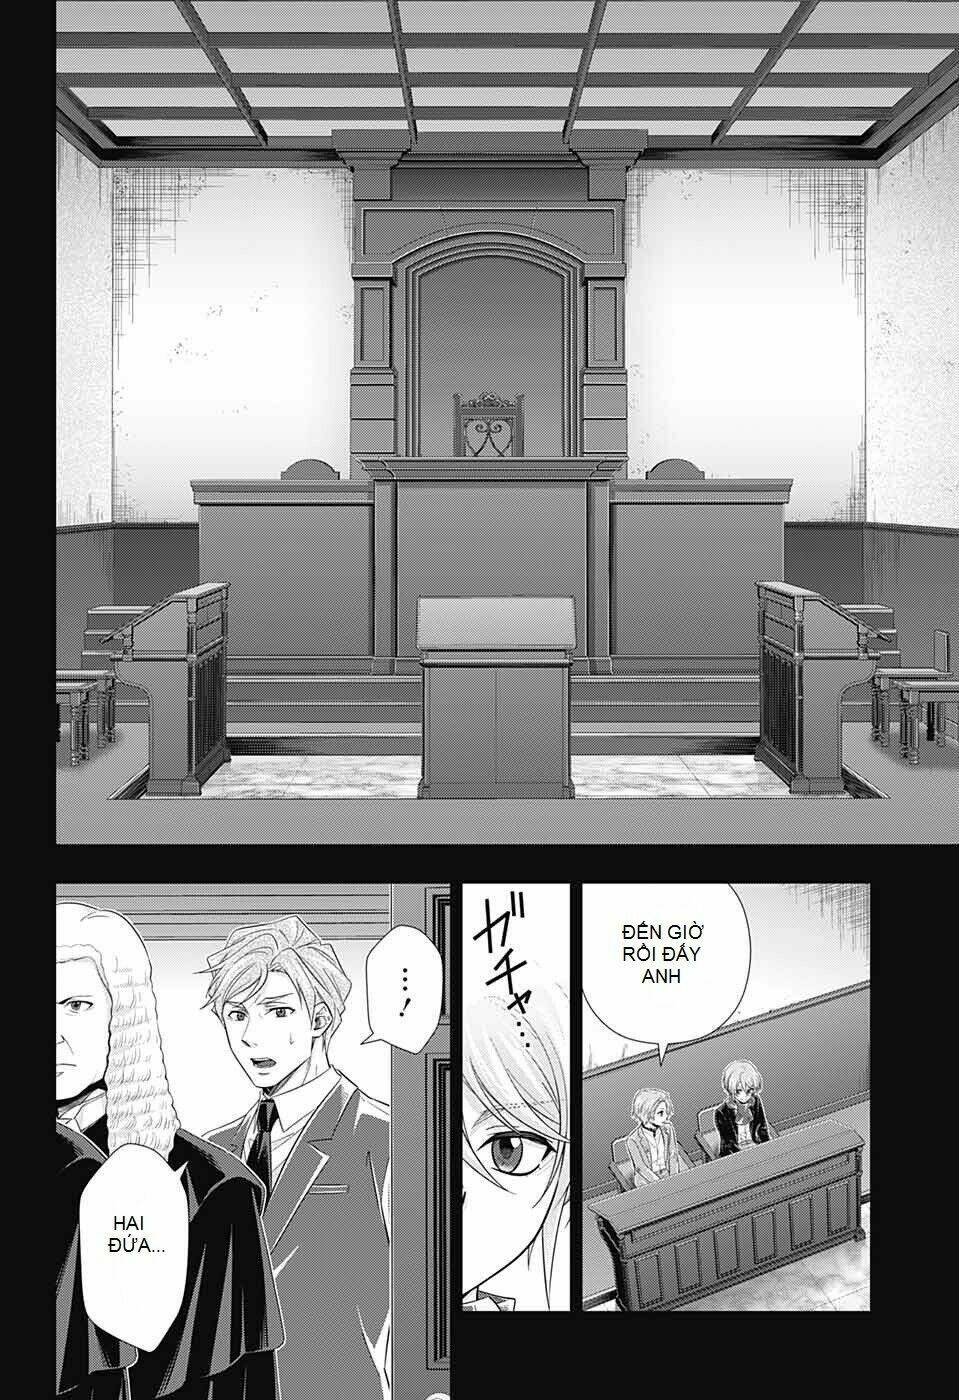 ĐẾN GIỜ
RỒI ĐẤY
ANH
ガチャ…
…!
HAI
ĐỨA...